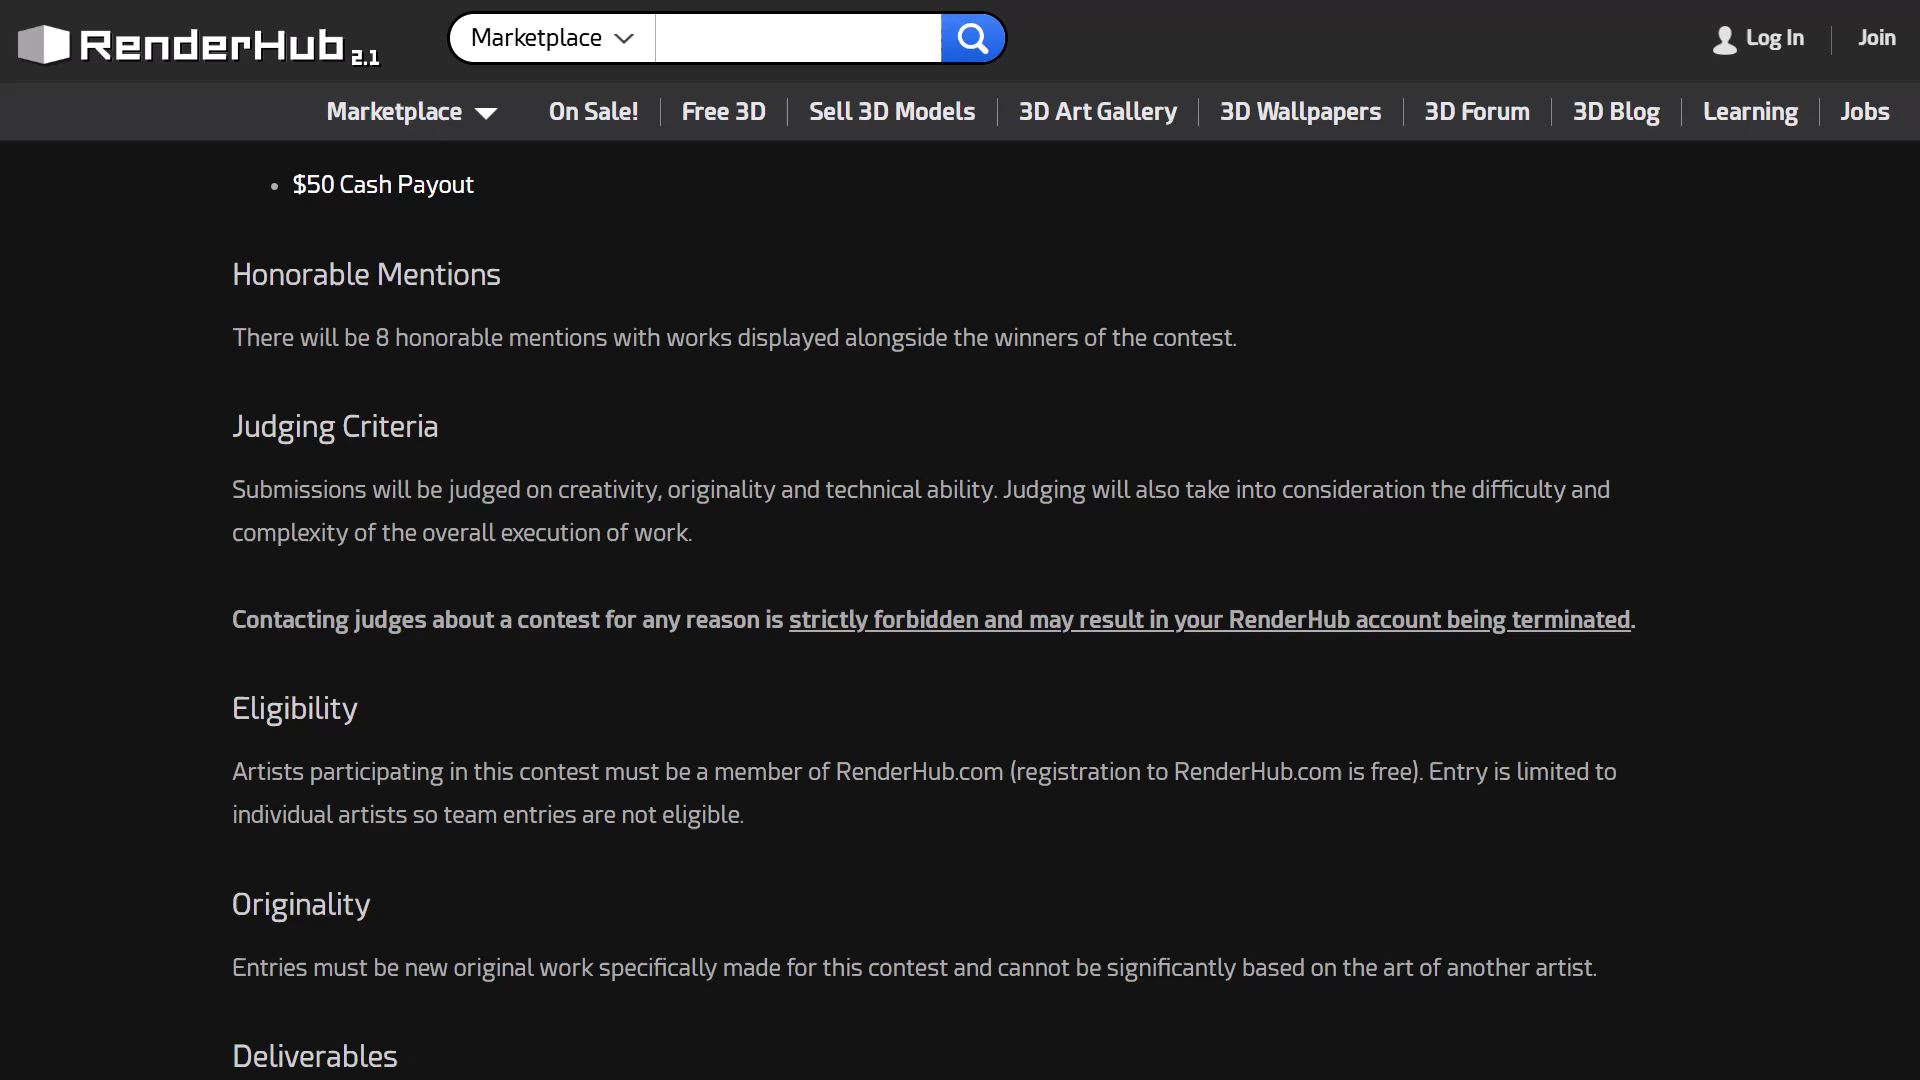 RenderHub 2.1
Marketplace
Log In
Join
Marketplace
On Sale!
Free 3D
Sell 3D Models
3D Art Gallery
3D Wallpapers
3D Forum
3D Blog
Learning
Jobs
• $50 Cash Payout
Honorable Mentions
There will be 8 honorable mentions with works displayed alongside the winners of the contest.
Judging Criteria
Submissions will be judged on creativity, originality and technical ability. Judging will also take into consideration the difficulty and
complexity of the overall execution of work.
Contacting judges about a contest for any reason is strictly forbidden and may result in your RenderHub account being terminated.
Eligibility
Artists participating in this contest must be a member of RenderHub.com (registration to RenderHub.com is free). Entry is limited to
individual artists so team entries are not eligible.
Originality
Entries must be new original work specifically made for this contest and cannot be significantly based on the art of another artist.
Deliverables